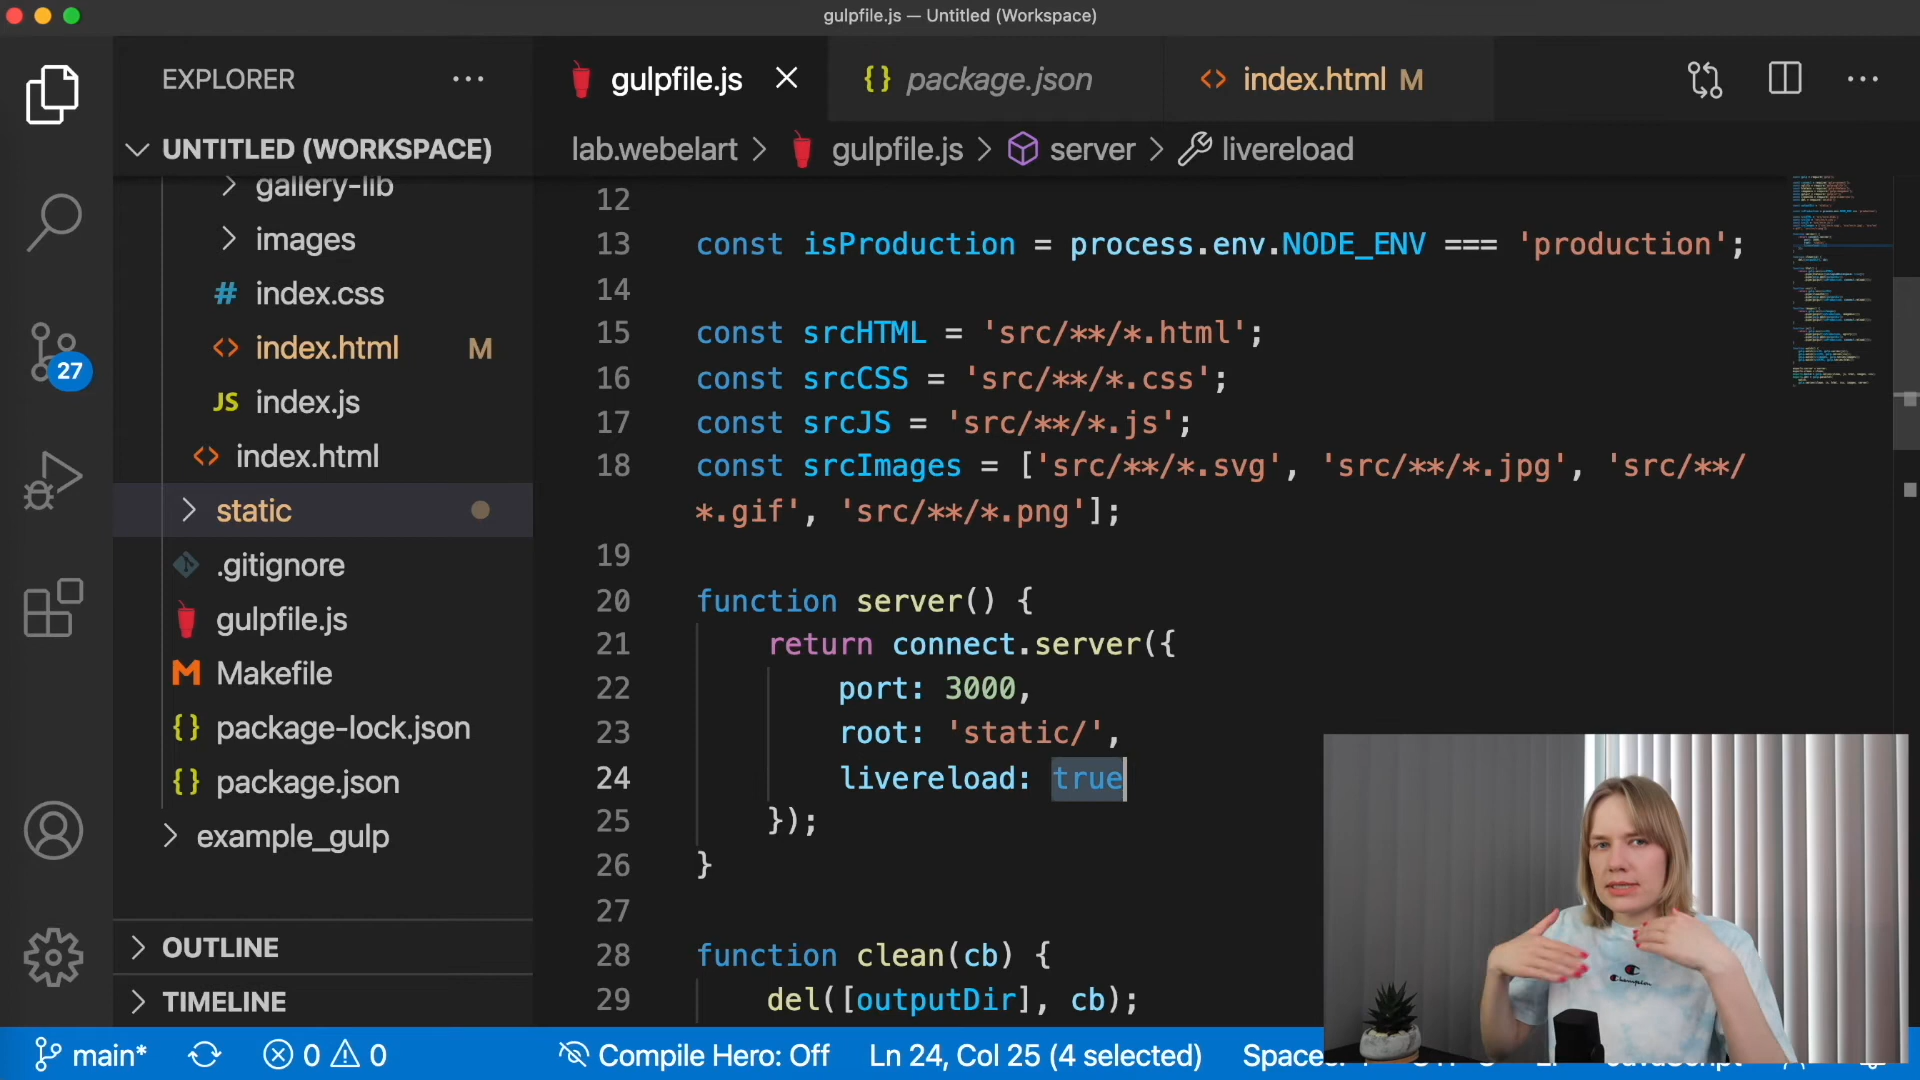 gulpfile.js — Untitled (Workspace)
EXPLORER
gulpfile.js
package.json
index.html M
UNTITLED (WORKSPACE)
lab.webelart > gulpfile.js > server > livereload
gallery-lib
images
# index.css
index.html M
JS index.js
index.html
static
.gitignore
gulpfile.js
Makefile
{} package-lock.json
{} package.json
example_gulp
OUTLINE
TIMELINE
27
12
13 const isProduction = process.env.NODE_ENV === 'production';
14
15 const srcHTML = 'src/**/*.html';
16 const srcCSS = 'src/**/*.css';
17 const srcJS = 'src/**/*.js';
18 const srcImages = ['src/**/*.svg', 'src/**/*.jpg', 'src/**/
*.gif', 'src/**/*.png'];
19
20 function server() {
21 return connect.server({
22 port: 3000,
23 root: 'static/',
24 livereload: true
25 });
26 }
27
28 function clean(cb) {
29 del([outputDir], cb);
Champion
main* 0 0 Compile Hero: Off Ln 24, Col 25 (4 selected) Spaces: